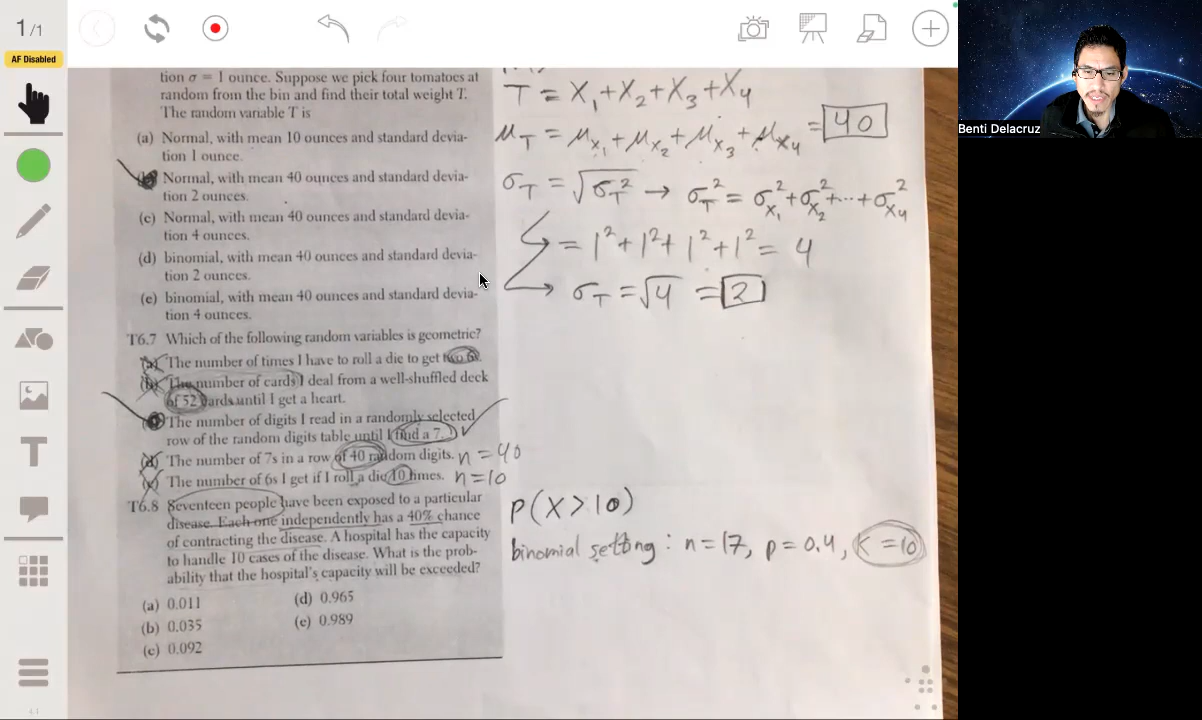 1/1
AF Disabled
tion σ = 1 ounce. Suppose we pick four tomatoes at
random from the bin and find their total weight T.
The random variable T is
(a) Normal, with mean 10 ounces and standard devia-
tion 1 ounce.
Normal, with mean 40 ounces and standard devia-
tion 2 ounces.
(c) Normal, with mean 40 ounces and standard devia-
tion 4 ounces.
(d) binomial, with mean 40 ounces and standard devia-
tion 2 ounces.
(e) binomial, with mean 40 ounces and standard devia-
tion 4 ounces.
T6.7 Which of the following random variables is geometric?
(a) The number of times I have to roll a die to get two 6s.
(b) The number of cards I deal from a well-shuffled deck
of 52 cards until I get a heart.
The number of digits I read in a randomly selected
row of the random digits table until I find a 7.
(d) The number of 7s in a row of 40 random digits. n = 40
(e) The number of 6s I get if I roll a die 10 times. n = 10
T6.8 Seventeen people have been exposed to a particular
disease. Each one independently has a 40% chance
of contracting the disease. A hospital has the capacity
to handle 10 cases of the disease. What is the prob-
ability that the hospital's capacity will be exceeded?
(a) 0.011
(b) 0.035
(c) 0.092
(d) 0.965
(e) 0.989
T = X₁+X₂+X₃+X₄
μ_T = μ_X₁ + μ_X₂ + μ_X₃ + μ_X₄ = 40
σ_T = √σ_T² → σ_T² = σ²_X₁ + σ²_X₂ + ... + σ²_X₄
= 1² + 1² + 1² + 1² = 4
σ_T = √4 = 2
P(X > 10)
binomial setting : n = 17, p = 0.4, K = 10
Benti Delacruz